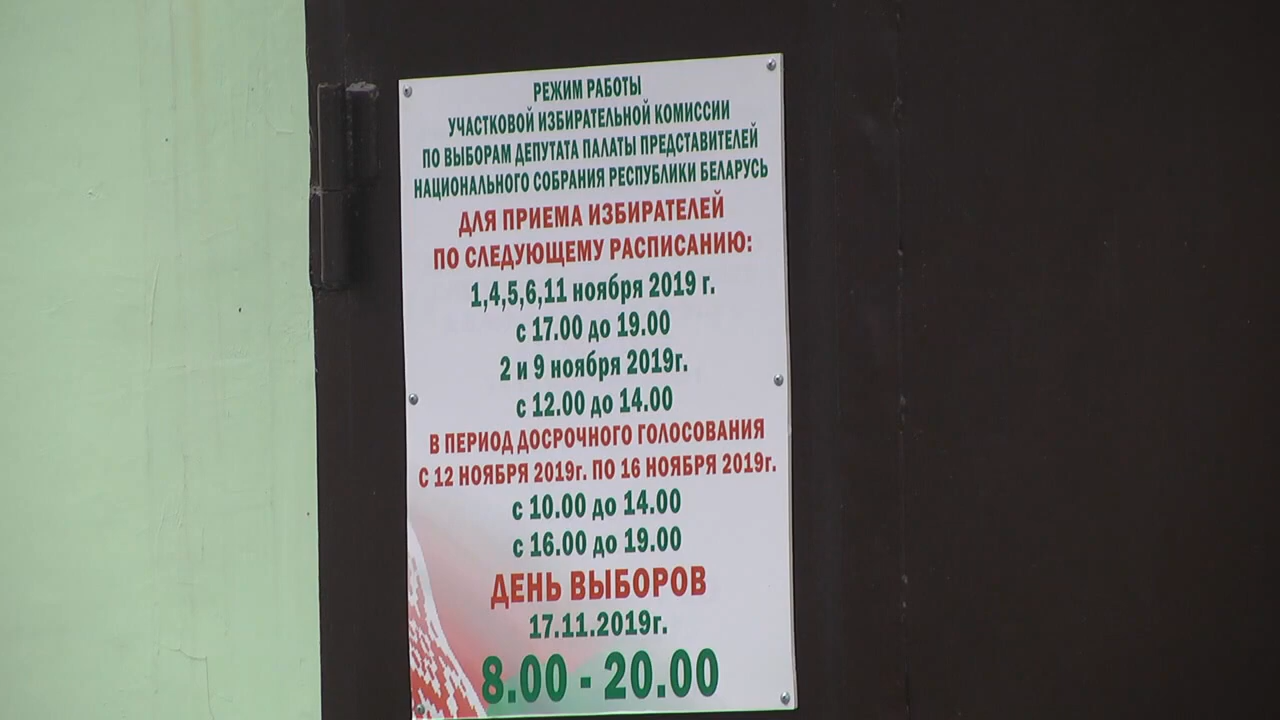 РЕЖИМ РАБОТЫ
УЧАСТКОВОЙ ИЗБИРАТЕЛЬНОЙ КОМИССИИ
ПО ВЫБОРАМ ДЕПУТАТА ПАЛАТЫ ПРЕДСТАВИТЕЛЕЙ
НАЦИОНАЛЬНОГО СОБРАНИЯ РЕСПУБЛИКИ БЕЛАРУСЬ
ДЛЯ ПРИЕМА ИЗБИРАТЕЛЕЙ
ПО СЛЕДУЮЩЕМУ РАСПИСАНИЮ:
1,4,5,6,11 ноября 2019 г.
с 17.00 до 19.00
2 и 9 ноября 2019г.
с 12.00 до 14.00
В ПЕРИОД ДОСРОЧНОГО ГОЛОСОВАНИЯ
С 12 НОЯБРЯ 2019г. ПО 16 НОЯБРЯ 2019г.
с 10.00 до 14.00
с 16.00 до 19.00
ДЕНЬ ВЫБОРОВ
17.11.2019г.
8.00 - 20.00